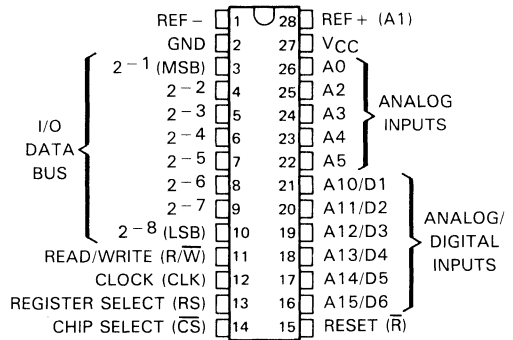 REF− 1 28 REF+ (A1)
GND 2 27 VCC
2−1 (MSB) 3 26 A0
2−2 4 25 A2
2−3 5 24 A3
2−4 6 23 A4
2−5 7 22 A5
2−6 8 21 A10/D1
2−7 9 20 A11/D2
2−8 (LSB) 10 19 A12/D3
READ/WRITE (R/W̅) 11 18 A13/D4
CLOCK (CLK) 12 17 A14/D5
REGISTER SELECT (RS) 13 16 A15/D6
CHIP SELECT (C̅S̅) 14 15 RESET (R̅)
I/O
DATA
BUS
ANALOG
INPUTS
ANALOG/
DIGITAL
INPUTS